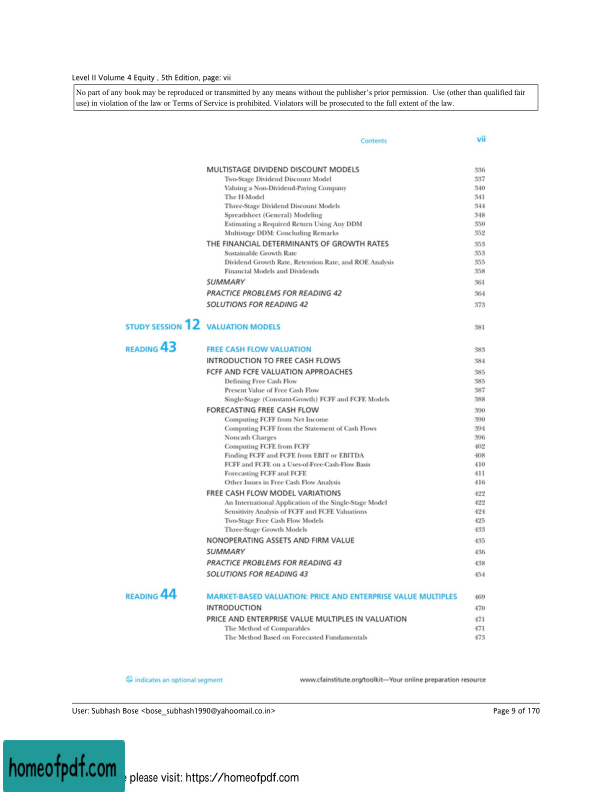 Level II Volume 4 Equity , 5th Edition, page: vii
No part of any book may be reproduced or transmitted by any means without the publisher's prior permission. Use (other than qualified fair
use) in violation of the law or Terms of Service is prohibited. Violators will be prosecuted to the full extent of the law.
Contents vii
MULTISTAGE DIVIDEND DISCOUNT MODELS 336
Two-Stage Dividend Discount Model 337
Valuing a Non-Dividend-Paying Company 340
The H-Model 341
Three-Stage Dividend Discount Models 344
Spreadsheet (General) Modeling 348
Estimating a Required Return Using Any DDM 350
Multistage DDM: Concluding Remarks 352
THE FINANCIAL DETERMINANTS OF GROWTH RATES 353
Sustainable Growth Rate 353
Dividend Growth Rate, Retention Rate, and ROE Analysis 355
Financial Models and Dividends 358
SUMMARY 361
PRACTICE PROBLEMS FOR READING 42 364
SOLUTIONS FOR READING 42 373
STUDY SESSION 12 VALUATION MODELS 381
READING 43 FREE CASH FLOW VALUATION 383
INTRODUCTION TO FREE CASH FLOWS 384
FCFF AND FCFE VALUATION APPROACHES 385
Defining Free Cash Flow 385
Present Value of Free Cash Flow 387
Single-Stage (Constant-Growth) FCFF and FCFE Models 388
FORECASTING FREE CASH FLOW 390
Computing FCFF from Net Income 390
Computing FCFF from the Statement of Cash Flows 394
Noncash Charges 396
Computing FCFE from FCFF 402
Finding FCFF and FCFE from EBIT or EBITDA 408
FCFF and FCFE on a Uses-of-Free-Cash-Flow Basis 410
Forecasting FCFF and FCFE 411
Other Issues in Free Cash Flow Analysis 416
FREE CASH FLOW MODEL VARIATIONS 422
An International Application of the Single-Stage Model 422
Sensitivity Analysis of FCFF and FCFE Valuations 424
Two-Stage Free Cash Flow Models 425
Three-Stage Growth Models 433
NONOPERATING ASSETS AND FIRM VALUE 435
SUMMARY 436
PRACTICE PROBLEMS FOR READING 43 438
SOLUTIONS FOR READING 43 454
READING 44 MARKET-BASED VALUATION: PRICE AND ENTERPRISE VALUE MULTIPLES 469
INTRODUCTION 470
PRICE AND ENTERPRISE VALUE MULTIPLES IN VALUATION 471
The Method of Comparables 471
The Method Based on Forecasted Fundamentals 473
indicates an optional segment www.cfainstitute.org/toolkit—Your online preparation resource
User: Subhash Bose <bose_subhash1990@yahoomail.co.in> Page 9 of 170
homeofpdf.com
please visit: https://homeofpdf.com